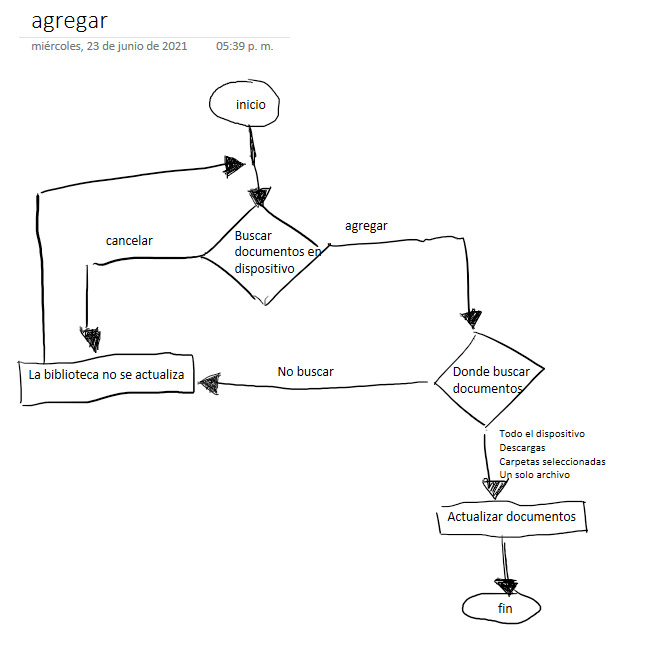 agregar
miércoles, 23 de junio de 2021 05:39 p. m.
inicio
cancelar
Buscar
documentos en
dispositivo
agregar
La biblioteca no se actualiza
No buscar
Donde buscar
documentos
Todo el dispositivo
Descargas
Carpetas seleccionadas
Un solo archivo
Actualizar documentos
fin